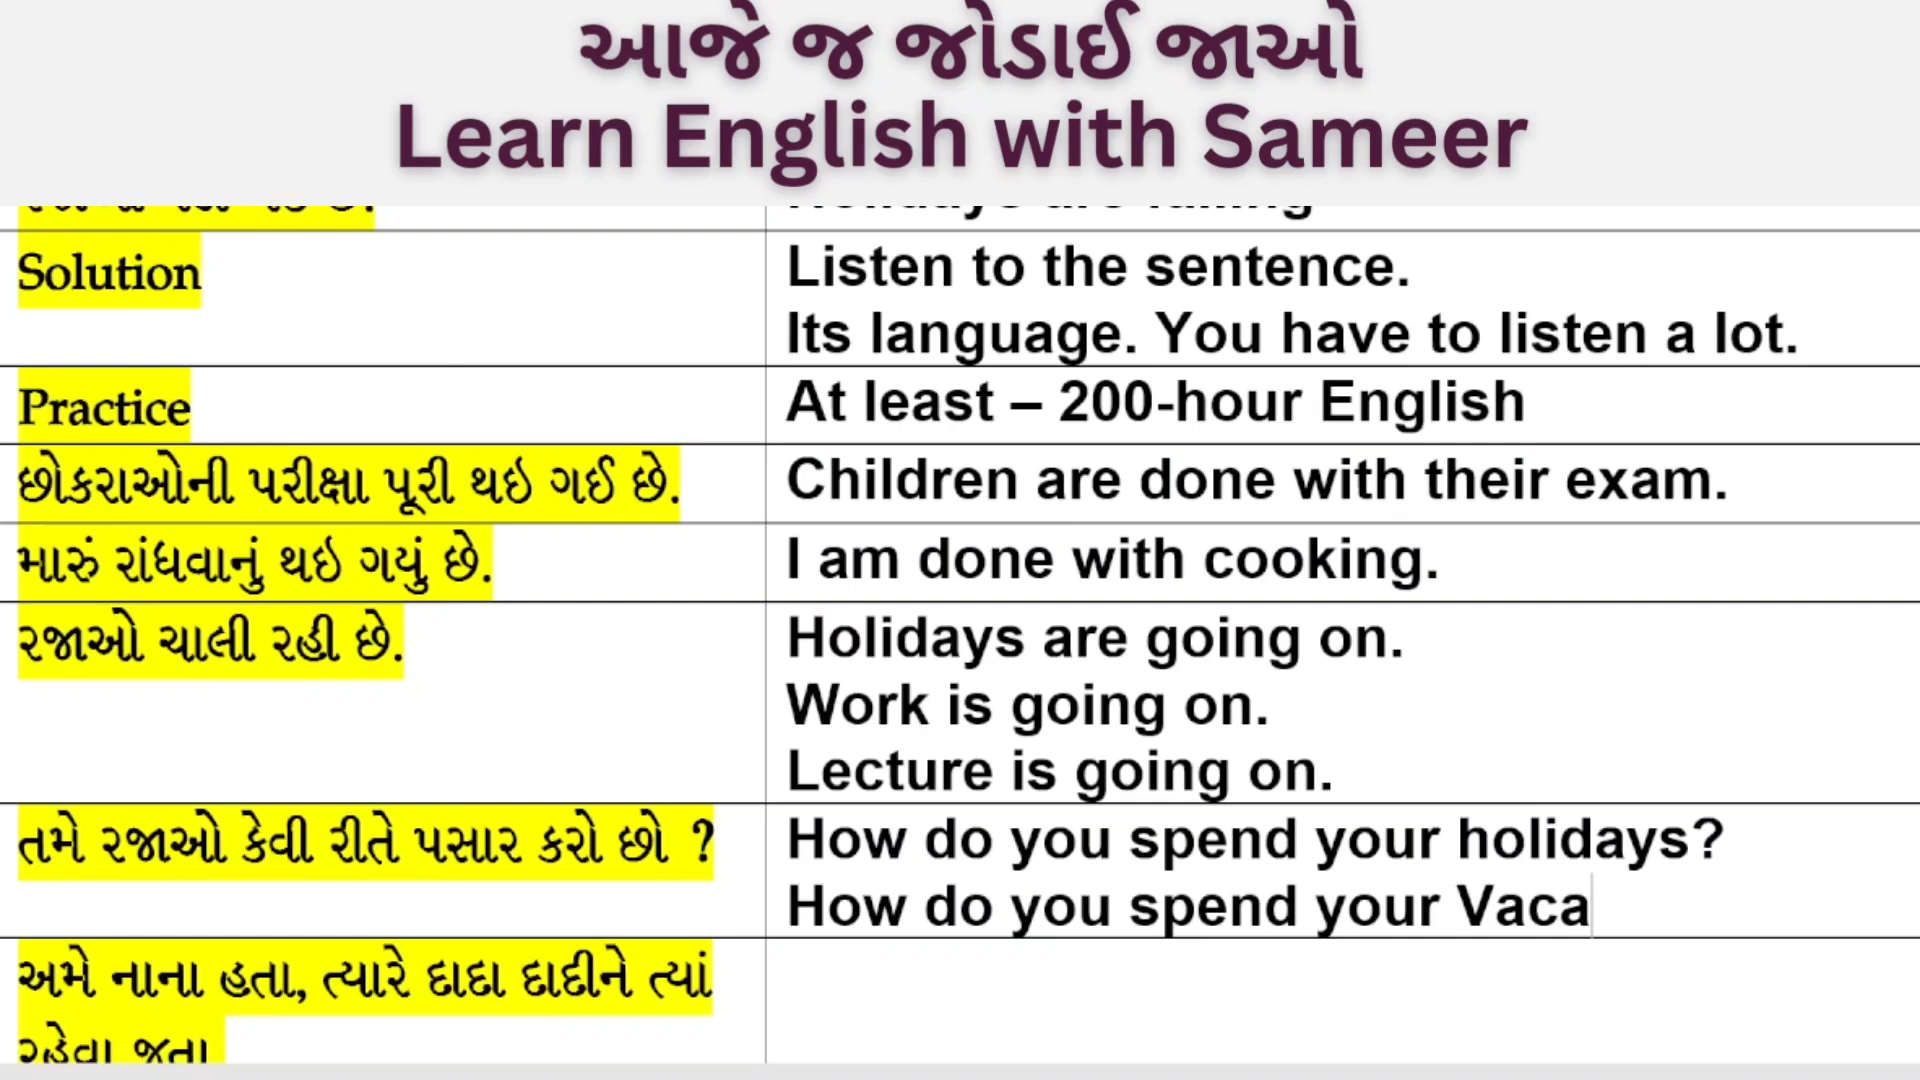 આજે જ જોડાઈ જાઓ
Learn English with Sameer
Solution
Listen to the sentence.
Its language. You have to listen a lot.
Practice
At least – 200-hour English
છોકરાઓની પરીક્ષા પૂરી થઇ ગઈ છે.
Children are done with their exam.
મારું રાંધવાનું થઇ ગયું છે.
I am done with cooking.
રજાઓ ચાલી રહી છે.
Holidays are going on.
Work is going on.
Lecture is going on.
તમે રજાઓ કેવી રીતે પસાર કરો છો ?
How do you spend your holidays?
How do you spend your Vaca
અમે નાના હતા, ત્યારે દાદા દાદીને ત્યાં
રહેવા જતા